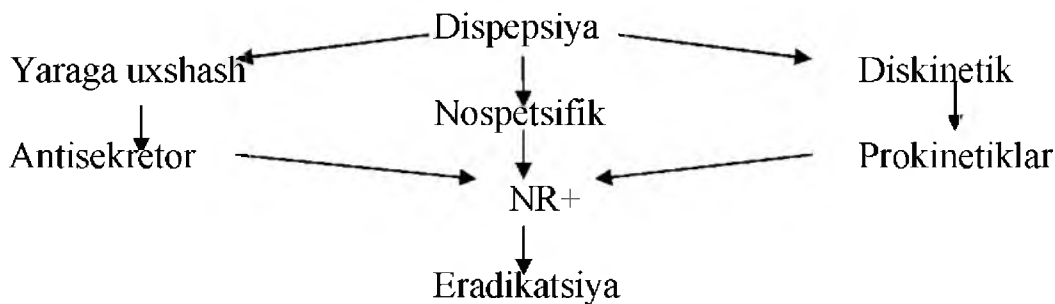 Dispepsiya
Yaraga uxshash
Diskinetik
Nospetsifik
Antisekretor
Prokinetiklar
NR+
Eradikatsiya